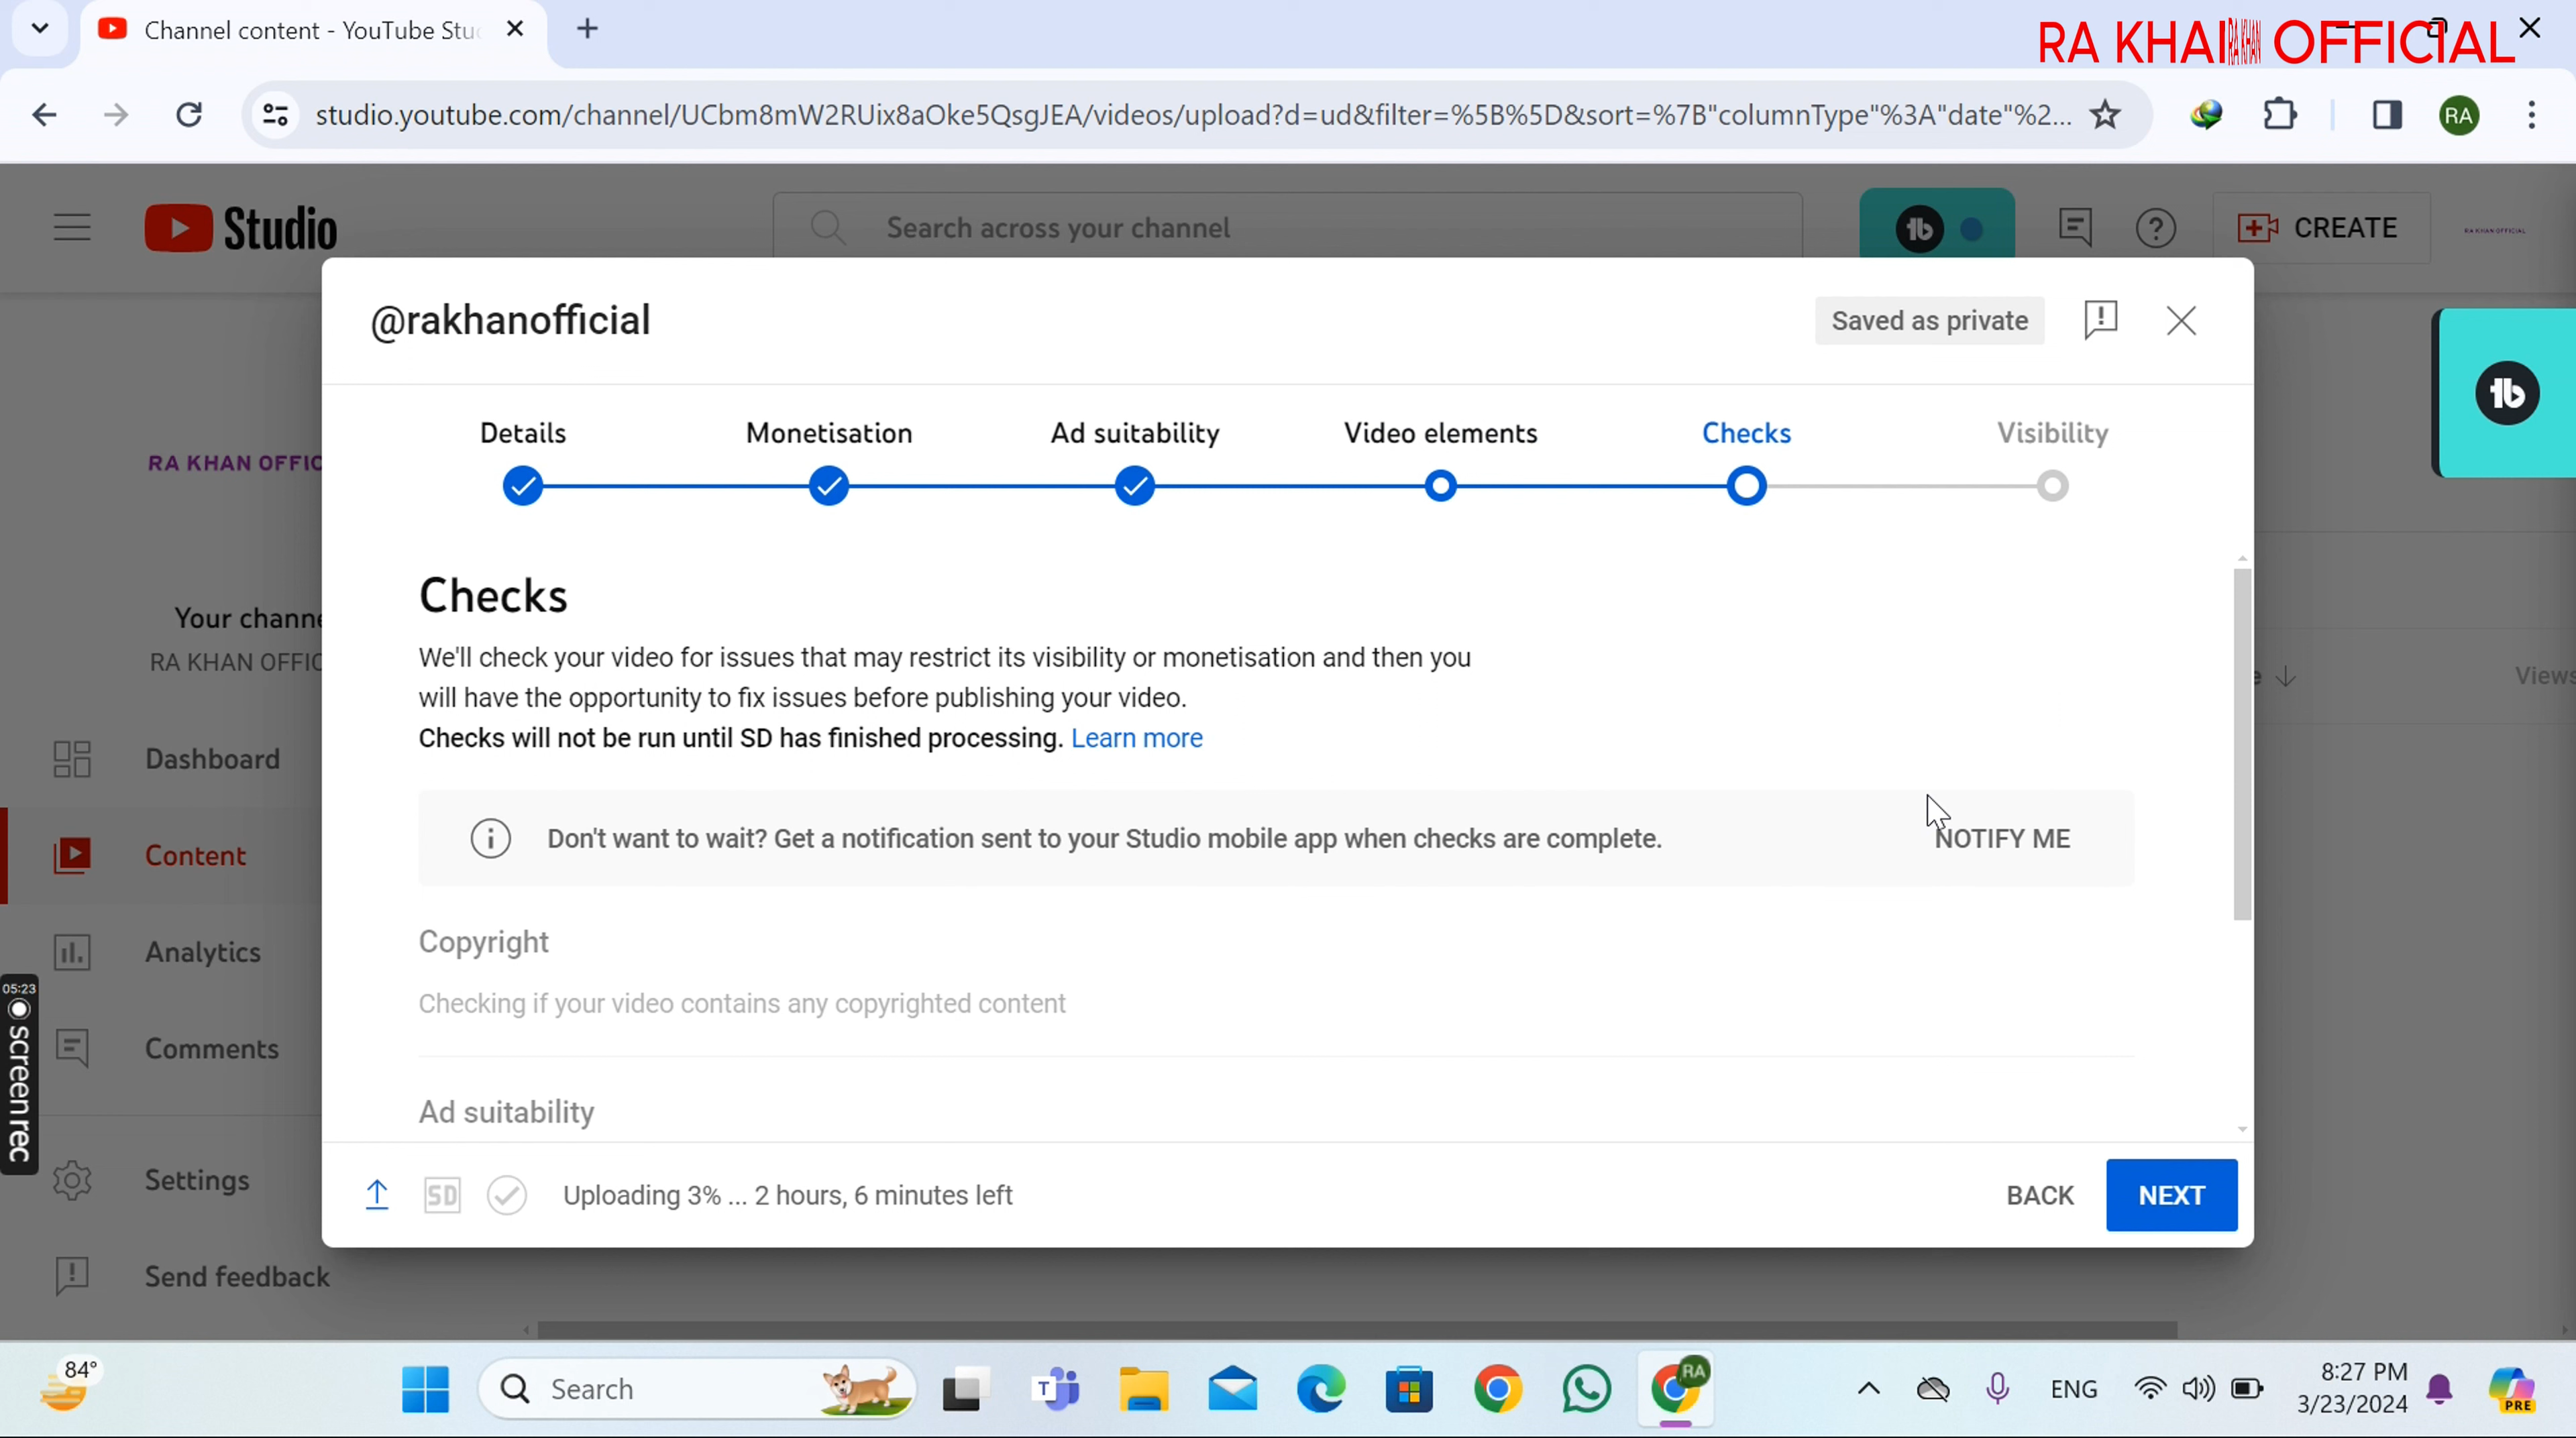 Channel content - YouTube Stu
RA KHAN OFFICIAL
studio.youtube.com/channel/UCbm8mW2RUix8aOke5QsgJEA/videos/upload?d=ud&filter=%5B%5D&sort=%7B"columnType"%3A"date"%2...
RA
Studio
Search across your channel
CREATE
RA KHAN OFFICIAL
@rakhanofficial
Saved as private
Details
Monetisation
Ad suitability
Video elements
Checks
Visibility
RA KHAN OFFIC
Checks
Your channe
RA KHAN OFFIC
We'll check your video for issues that may restrict its visibility or monetisation and then you
will have the opportunity to fix issues before publishing your video.
Checks will not be run until SD has finished processing. Learn more
Views
Dashboard
Don't want to wait? Get a notification sent to your Studio mobile app when checks are complete.
NOTIFY ME
Content
Copyright
Analytics
Checking if your video contains any copyrighted content
05:23
screenrec
Comments
Ad suitability
Settings
SD
Uploading 3% ... 2 hours, 6 minutes left
BACK
NEXT
Send feedback
84°
Search
T
RA
ENG
8:27 PM
3/23/2024
PRE